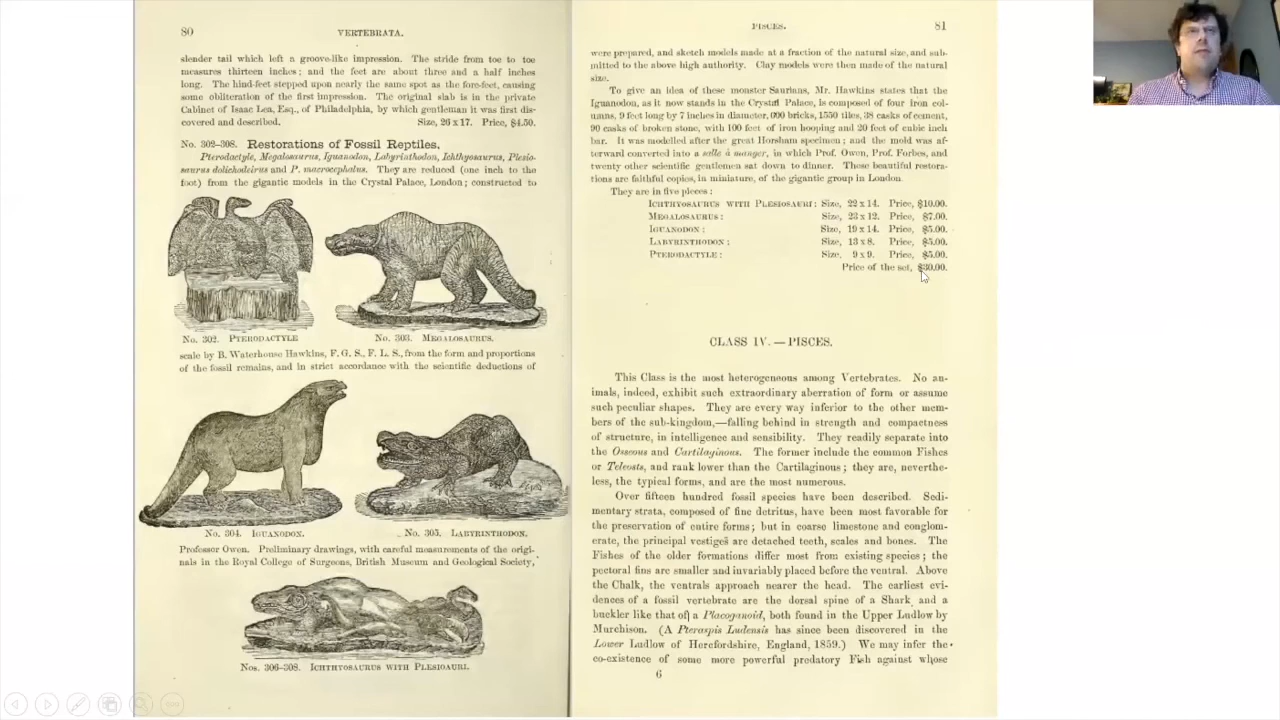 80
VERTEBRATA.
slender tail which left a groove-like impression. The stride from toe to toe
measures thirteen inches; and the feet are about three and a half inches
long. The hind-feet stepped upon nearly the same spot as the fore-feet, causing
some obliteration of the first impression. The original slab is in the private
Cabinet of Isaac Lea, Esq., of Philadelphia, by which gentleman it was first dis-
covered and described. Size, 26 x 17. Price, $4.50.
No. 302-308. Restorations of Fossil Reptiles,
Pterodactyle, Megalosaurus, Iguanodon, Labyrinthodon, Ichthyosaurus, Plesio-
saurus dolichodeirus and P. macrocephalus. They are reduced (one inch to the
foot) from the gigantic models in the Crystal Palace, London; constructed to
No. 302. PTERODACTYLE
No. 303. MEGALOSAURUS.
scale by B. Waterhouse Hawkins, F. G. S., F. L. S., from the form and proportions
of the fossil remains, and in strict accordance with the scientific deductions of
No. 304. IGUANODON.
No. 305. LABYRINTHODON.
Professor Owen. Preliminary drawings, with careful measurements of the origi-
nals in the Royal College of Surgeons, British Museum and Geological Society,
Nos. 306-308. ICHTHYOSAURUS WITH PLESIOSAURI.
PISCES.
81
were prepared, and sketch models made at a fraction of the natural size, and sub-
mitted to the above high authority. Clay models were then made of the natural
size.
To give an idea of these monster Saurians, Mr. Hawkins states that the
Iguanodon, as it now stands in the Crystal Palace, is composed of four iron col-
umns, 9 feet long by 7 inches in diameter, 600 bricks, 1550 tiles, 38 casks of cement,
90 casks of broken stone, with 100 feet of iron hooping and 20 feet of cubic inch
bar. It was modelled after the great Horsham specimen; and the mold was af-
terward converted into a salle à manger, in which Prof. Owen, Prof. Forbes, and
twenty other scientific gentlemen sat down to dinner. These beautiful restora-
tions are faithful copies, in miniature, of the gigantic group in London.
They are in five pieces:
ICHTHYOSAURUS WITH PLESIOSAURI: Size, 22 x 14. Price, $10.00.
MEGALOSAURUS: Size, 23 x 12. Price, $7.00.
IGUANODON: Size, 19 x 14. Price, $5.00.
LABYRINTHODON: Size, 13 x 8. Price, $5.00.
PTERODACTYLE: Size, 9 x 9. Price, $5.00.
Price of the set, $30.00.
CLASS IV.—PISCES.
This Class is the most heterogeneous among Vertebrates. No an-
imals, indeed, exhibit such extraordinary aberration of form or assume
such peculiar shapes. They are every way inferior to the other mem-
bers of the sub-kingdom,—falling behind in strength and compactness
of structure, in intelligence and sensibility. They readily separate into
the Osseous and Cartilaginous. The former include the common Fishes
or Teleosts, and rank lower than the Cartilaginous; they are, neverthe-
less, the typical forms, and are the most numerous.
Over fifteen hundred fossil species have been described. Sedi-
mentary strata, composed of fine detritus, have been most favorable for
the preservation of entire forms; but in coarse limestone and conglom-
erate, the principal vestiges are detached teeth, scales and bones. The
Fishes of the older formations differ most from existing species; the
pectoral fins are smaller and invariably placed before the ventral. Above
the Chalk, the ventrals approach nearer the head. The earliest evi-
dences of a fossil vertebrate are the dorsal spine of a Shark and a
buckler like that of a Placoganoid, both found in the Upper Ludlow by
Murchison. (A Pteraspis Ludensis has since been discovered in the
Lower Ludlow of Herefordshire, England, 1859.) We may infer the
co-existence of some more powerful predatory Fish against whose
6